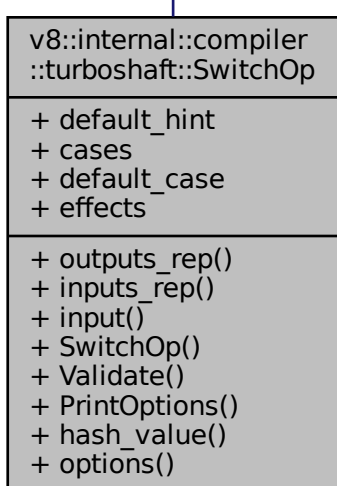 v8::internal::compiler
::turboshaft::SwitchOp
+ default_hint
+ cases
+ default_case
+ effects
+ outputs_rep()
+ inputs_rep()
+ input()
+ SwitchOp()
+ Validate()
+ PrintOptions()
+ hash_value()
+ options()